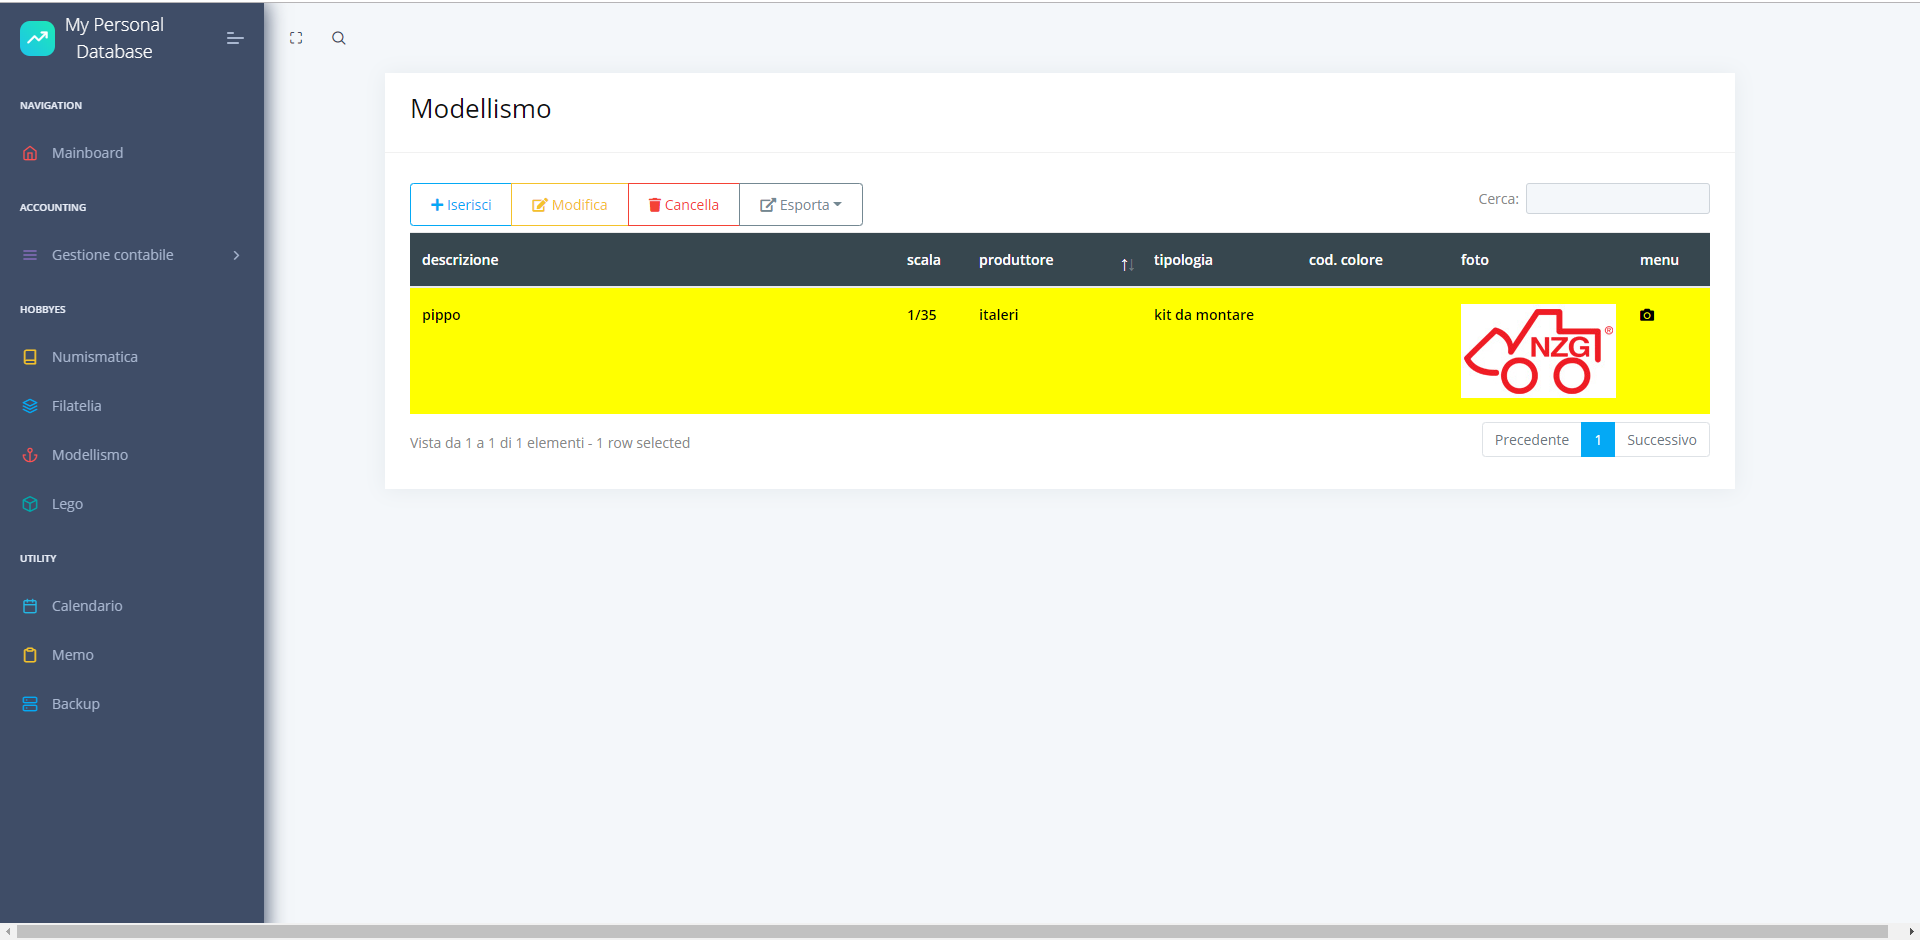 My Personal
Database
NAVIGATION
Mainboard
ACCOUNTING
Gestione contabile
HOBBYES
Numismatica
Filatelia
Modellismo
Lego
UTILITY
Calendario
Memo
Backup
Modellismo
Iserisci Modifica Cancella Esporta
Cerca:
descrizione scala produttore tipologia cod. colore foto menu
pippo 1/35 italeri kit da montare
NZG ®
Vista da 1 a 1 di 1 elementi - 1 row selected
Precedente 1 Successivo